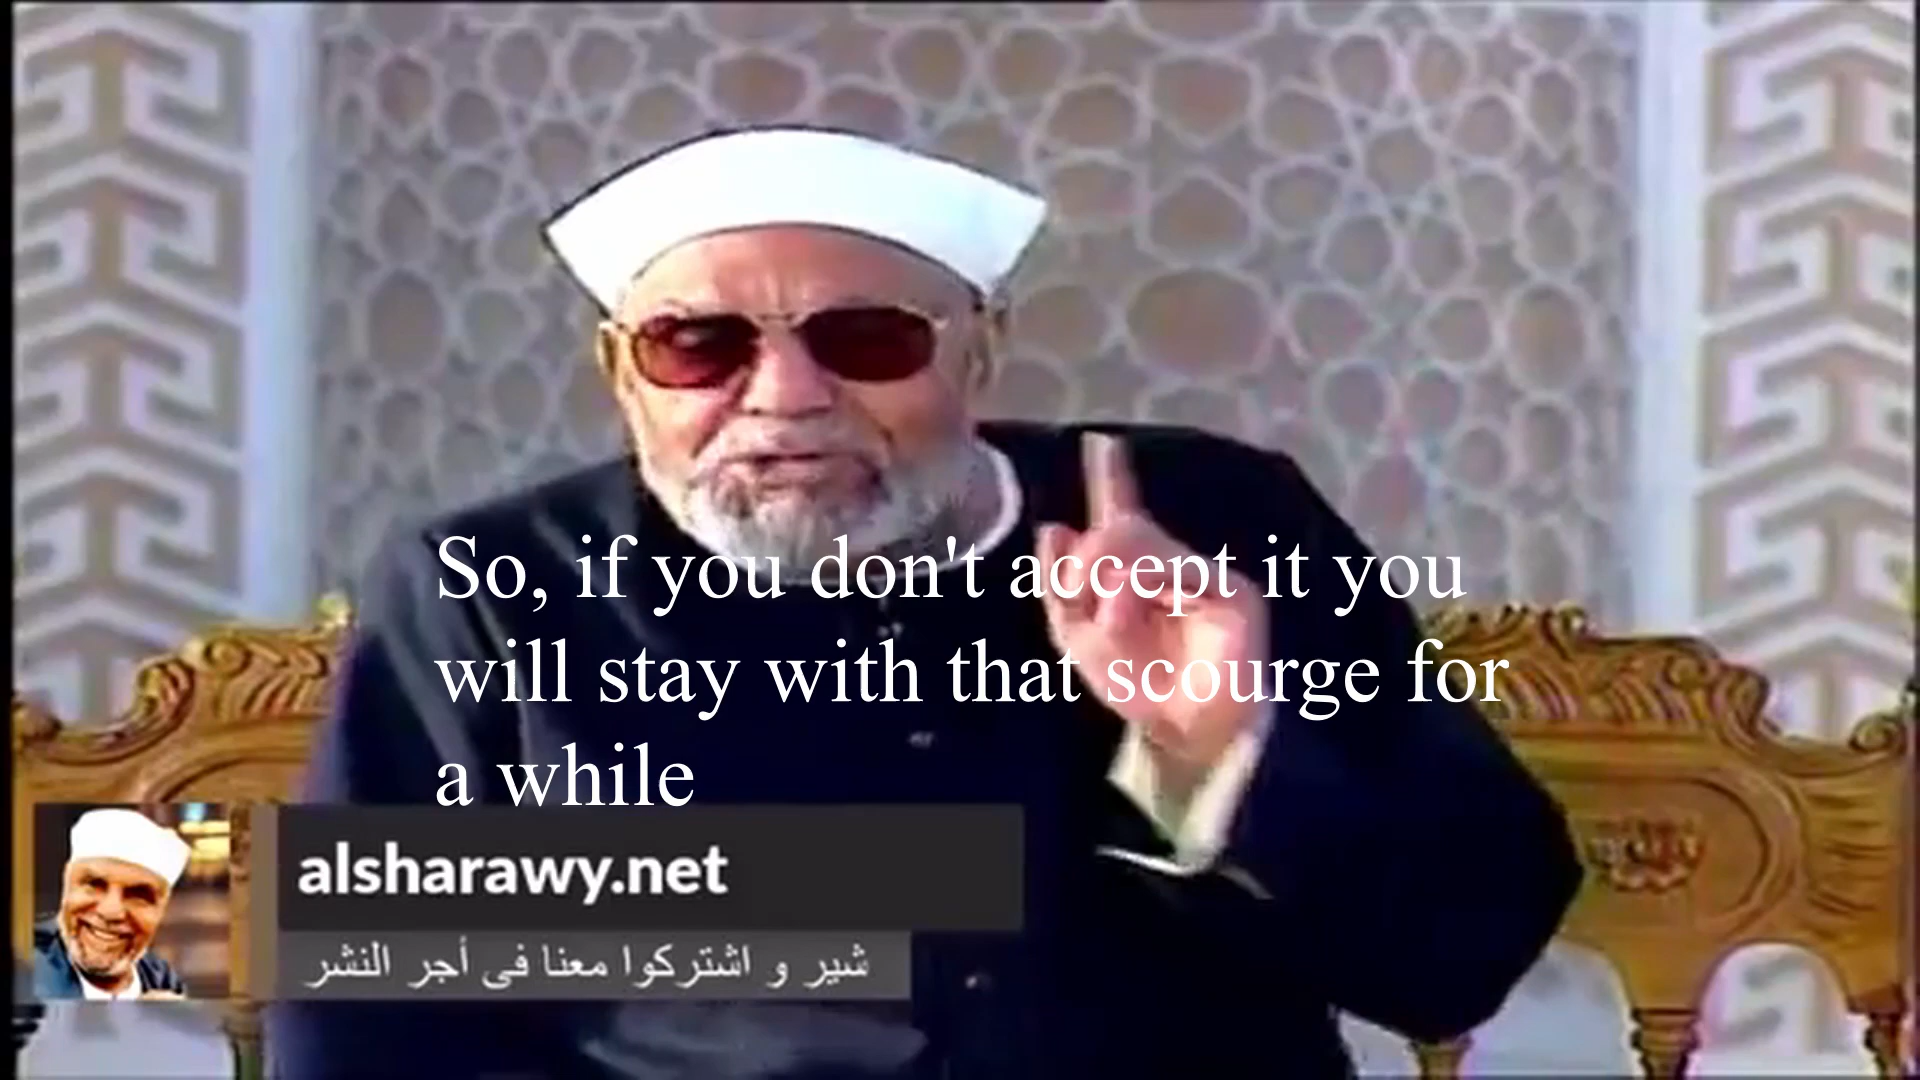 So, if you don't accept it you
will stay with that scourge for
a while
alsharawy.net
شير و اشتركوا معنا فى أجر النشر